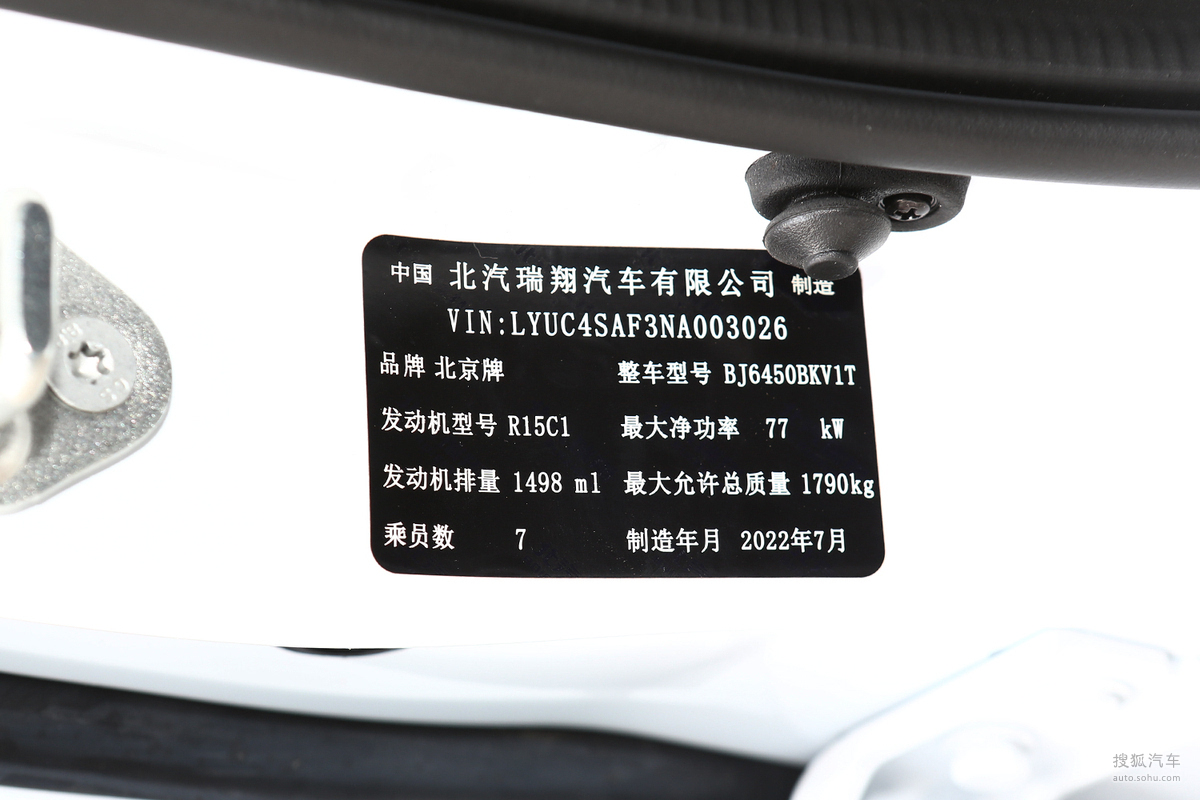 中国 北汽瑞翔汽车有限公司 制造
VIN:LYUC4SAF3NA003026
品牌 北京牌 整车型号 BJ6450BKV1T
发动机型号 R15C1 最大净功率 77 kW
发动机排量 1498 ml 最大允许总质量 1790kg
乘员数 7 制造年月 2022年7月
搜狐汽车
auto.sohu.com